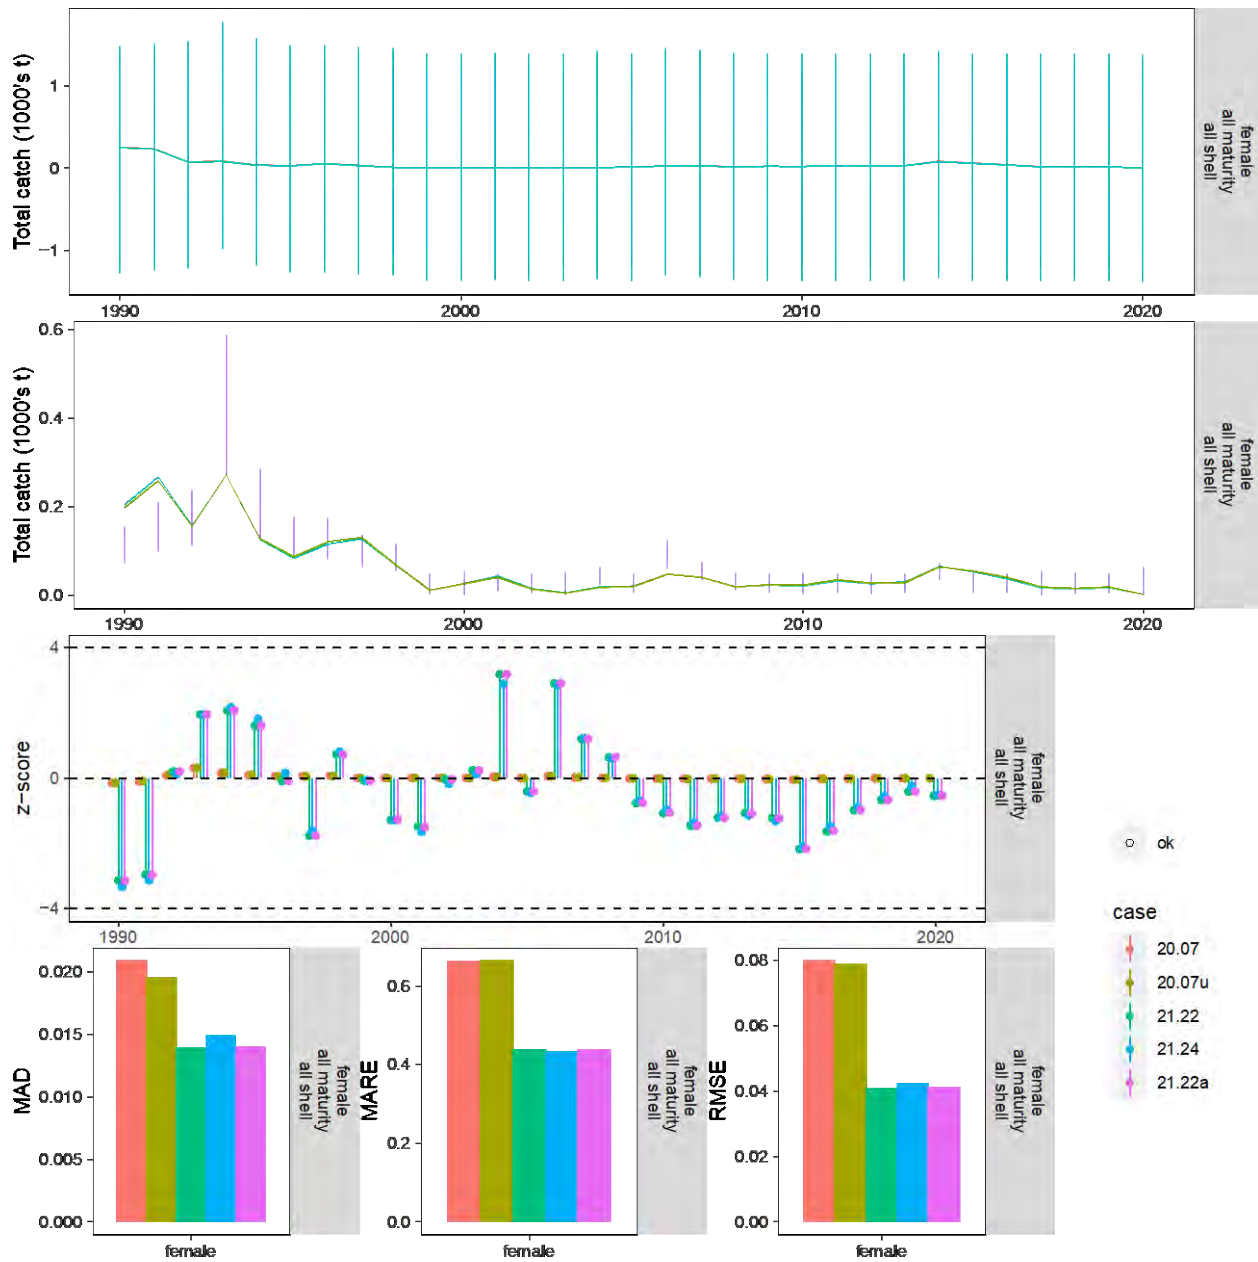 Total catch (1000's t)
1
0
−1
1990
2000
2010
2020
female
all maturity
all shell
Total catch (1000's t)
0.6
0.4
0.2
0.0
1990
2000
2010
2020
female
all maturity
all shell
z−score
4
0
−4
1990
2000
2010
2020
female
all maturity
all shell
ok
case
20.07
20.07u
21.22
21.24
21.22a
MAD
0.020
0.015
0.010
0.005
0.000
female
female
all maturity
all shell
MARE
0.6
0.4
0.2
0.0
female
female
all maturity
all shell
RMSE
0.08
0.06
0.04
0.02
0.00
female
female
all maturity
all shell